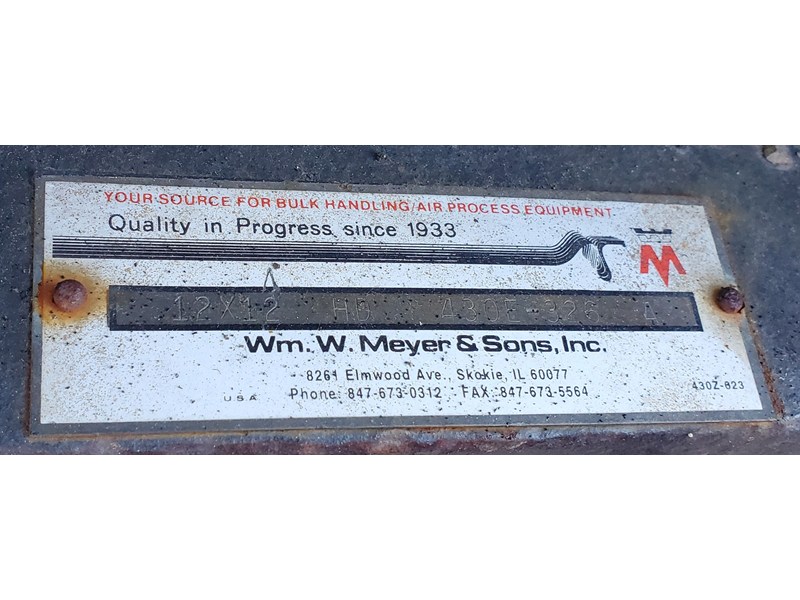 YOUR SOURCE FOR BULK HANDLING/AIR PROCESS EQUIPMENT
Quality in Progress since 1933
M
12X12 HD 430E-326 A
Wm. W. Meyer & Sons, Inc.
8261 Elmwood Ave., Skokie, IL 60077
USA Phone: 847-673-0312 FAX: 847-673-5564
430Z-823